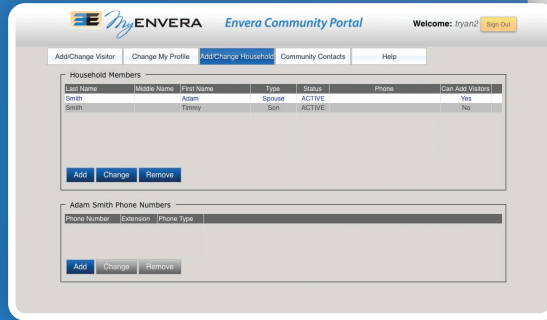 MyENVERA Envera Community Portal Welcome: tryan2 Sign Out
Add/Change Visitor Change My Profile Add/Change Household Community Contacts Help
Household Members
Last Name Middle Name First Name Type Status Phone Can Add Visitors
Smith Adam Spouse ACTIVE Yes
Smith Timmy Son ACTIVE No
Add Change Remove
Adam Smith Phone Numbers
Phone Number Extension Phone Type
Add Change Remove